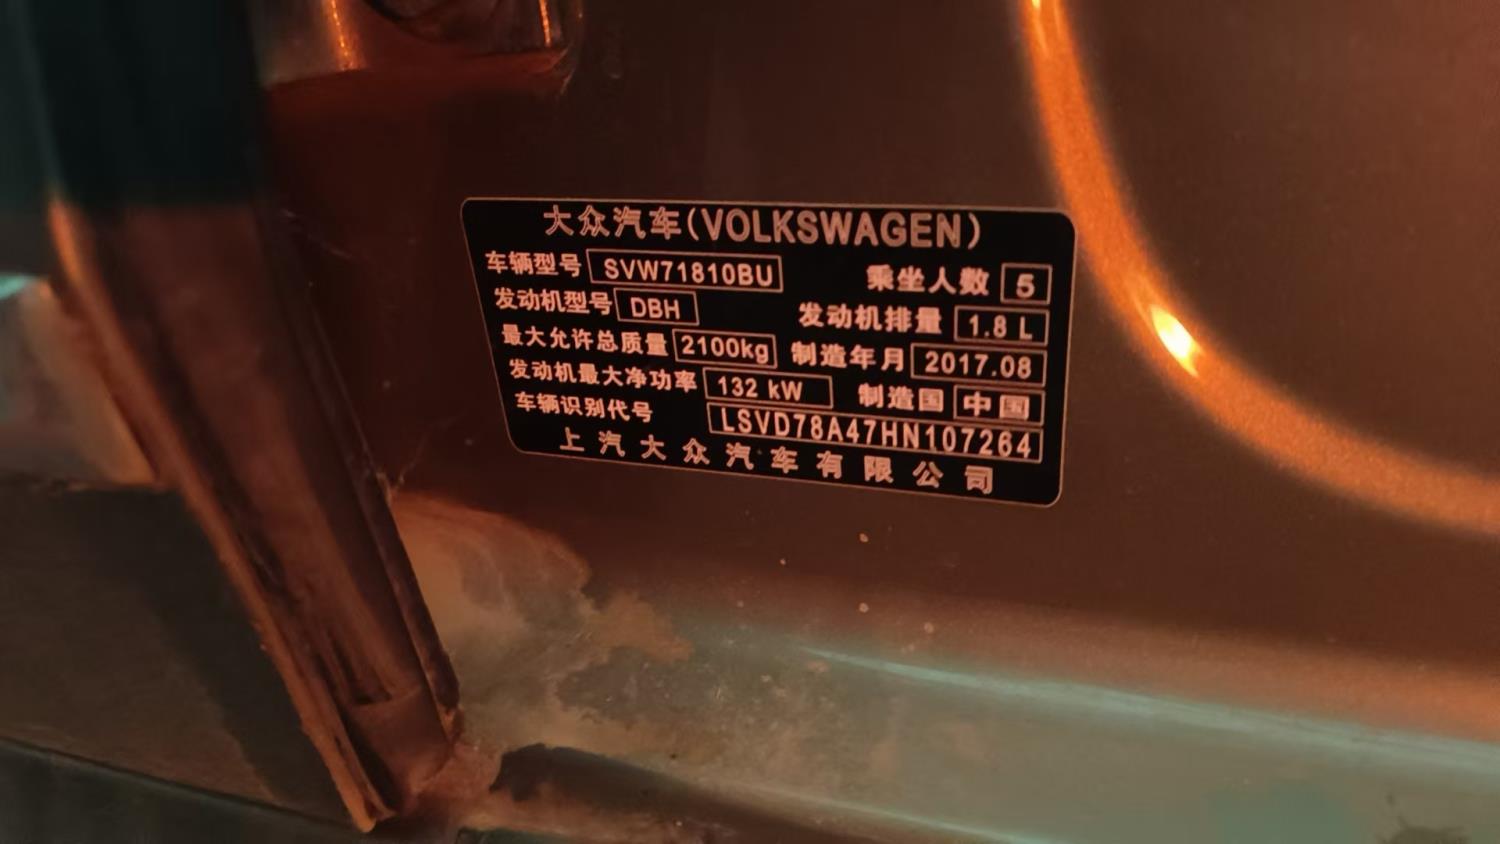 大众汽车(VOLKSWAGEN)
车辆型号 SVW71810BU 乘坐人数 5
发动机型号 DBH 发动机排量 1.8 L
最大允许总质量 2100kg 制造年月 2017.08
发动机最大净功率 132 kW 制造国 中国
车辆识别代号 LSVD78A47HN107264
上汽大众汽车有限公司